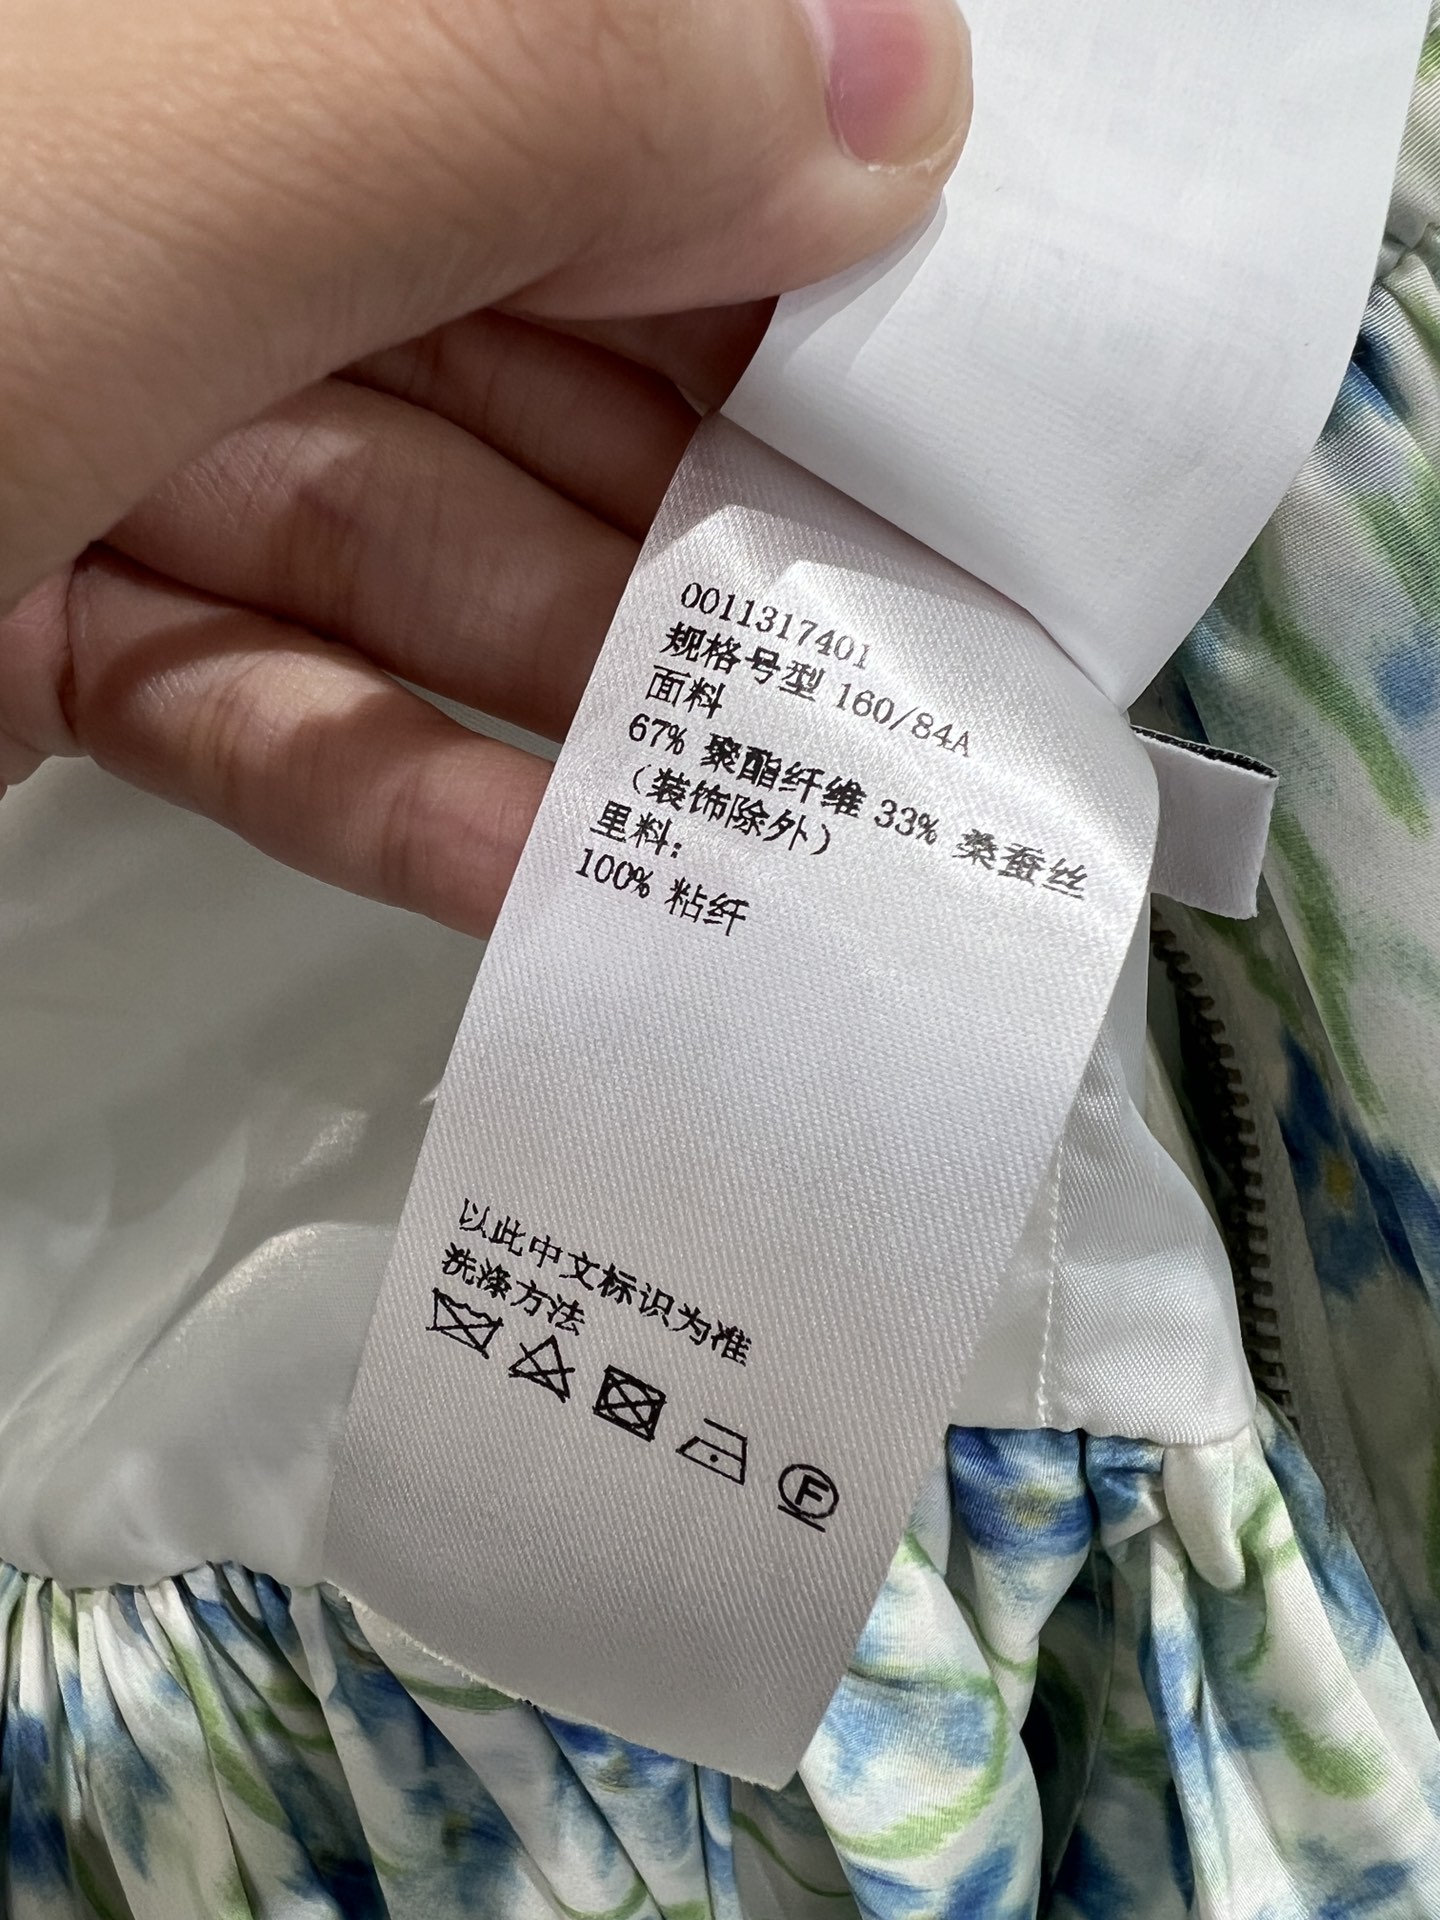 0011317401
规格号型 160/84A
面料
67% 聚酯纤维 33% 桑蚕丝
（装饰除外）
里料：
100% 粘纤
以此中文标识为准
洗涤方法
F